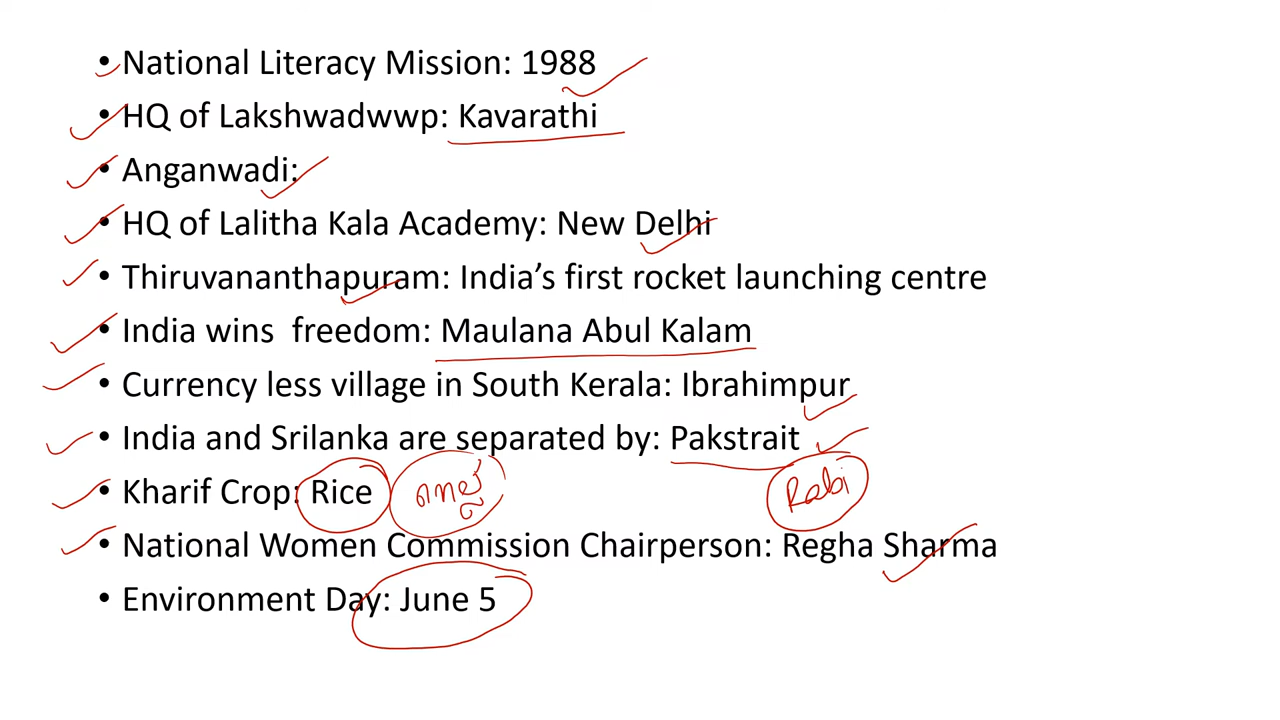 • National Literacy Mission: 1988
• HQ of Lakshwadwwp: Kavarathi
• Anganwadi:
• HQ of Lalitha Kala Academy: New Delhi
• Thiruvananthapuram: India’s first rocket launching centre
• India wins freedom: Maulana Abul Kalam
• Currency less village in South Kerala: Ibrahimpur
• India and Srilanka are separated by: Pakstrait
• Kharif Crop: Rice നെല്ല് Rabi
• National Women Commission Chairperson: Regha Sharma
• Environment Day: June 5